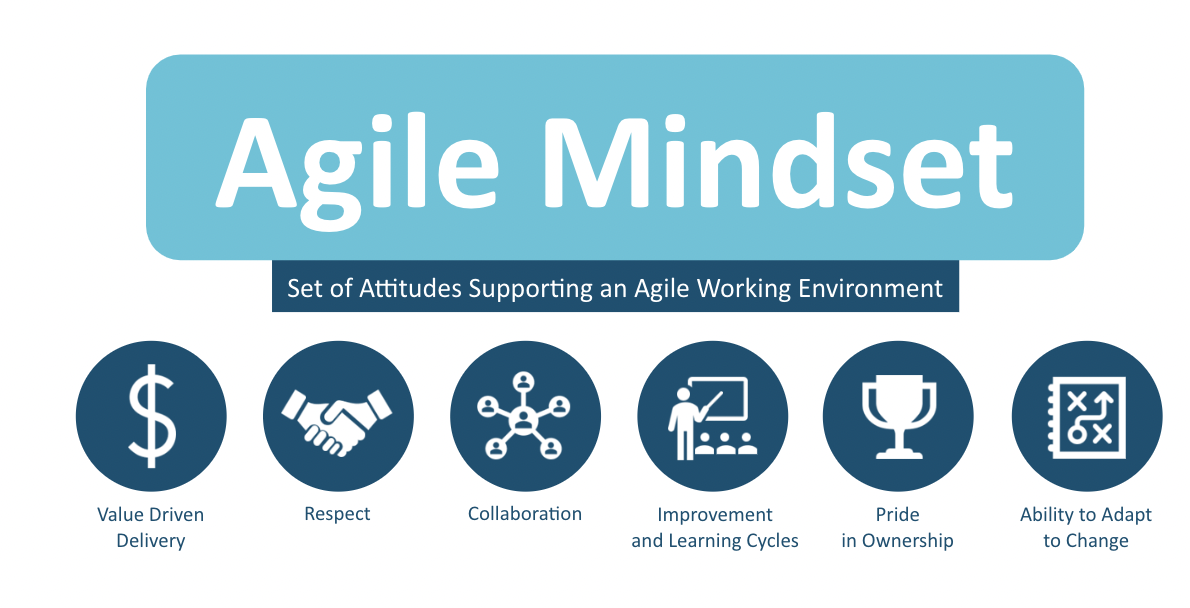 Agile Mindset
Set of Attitudes Supporting an Agile Working Environment
Value Driven
Delivery
Respect
Collaboration
Improvement
and Learning Cycles
Pride
in Ownership
Ability to Adapt
to Change